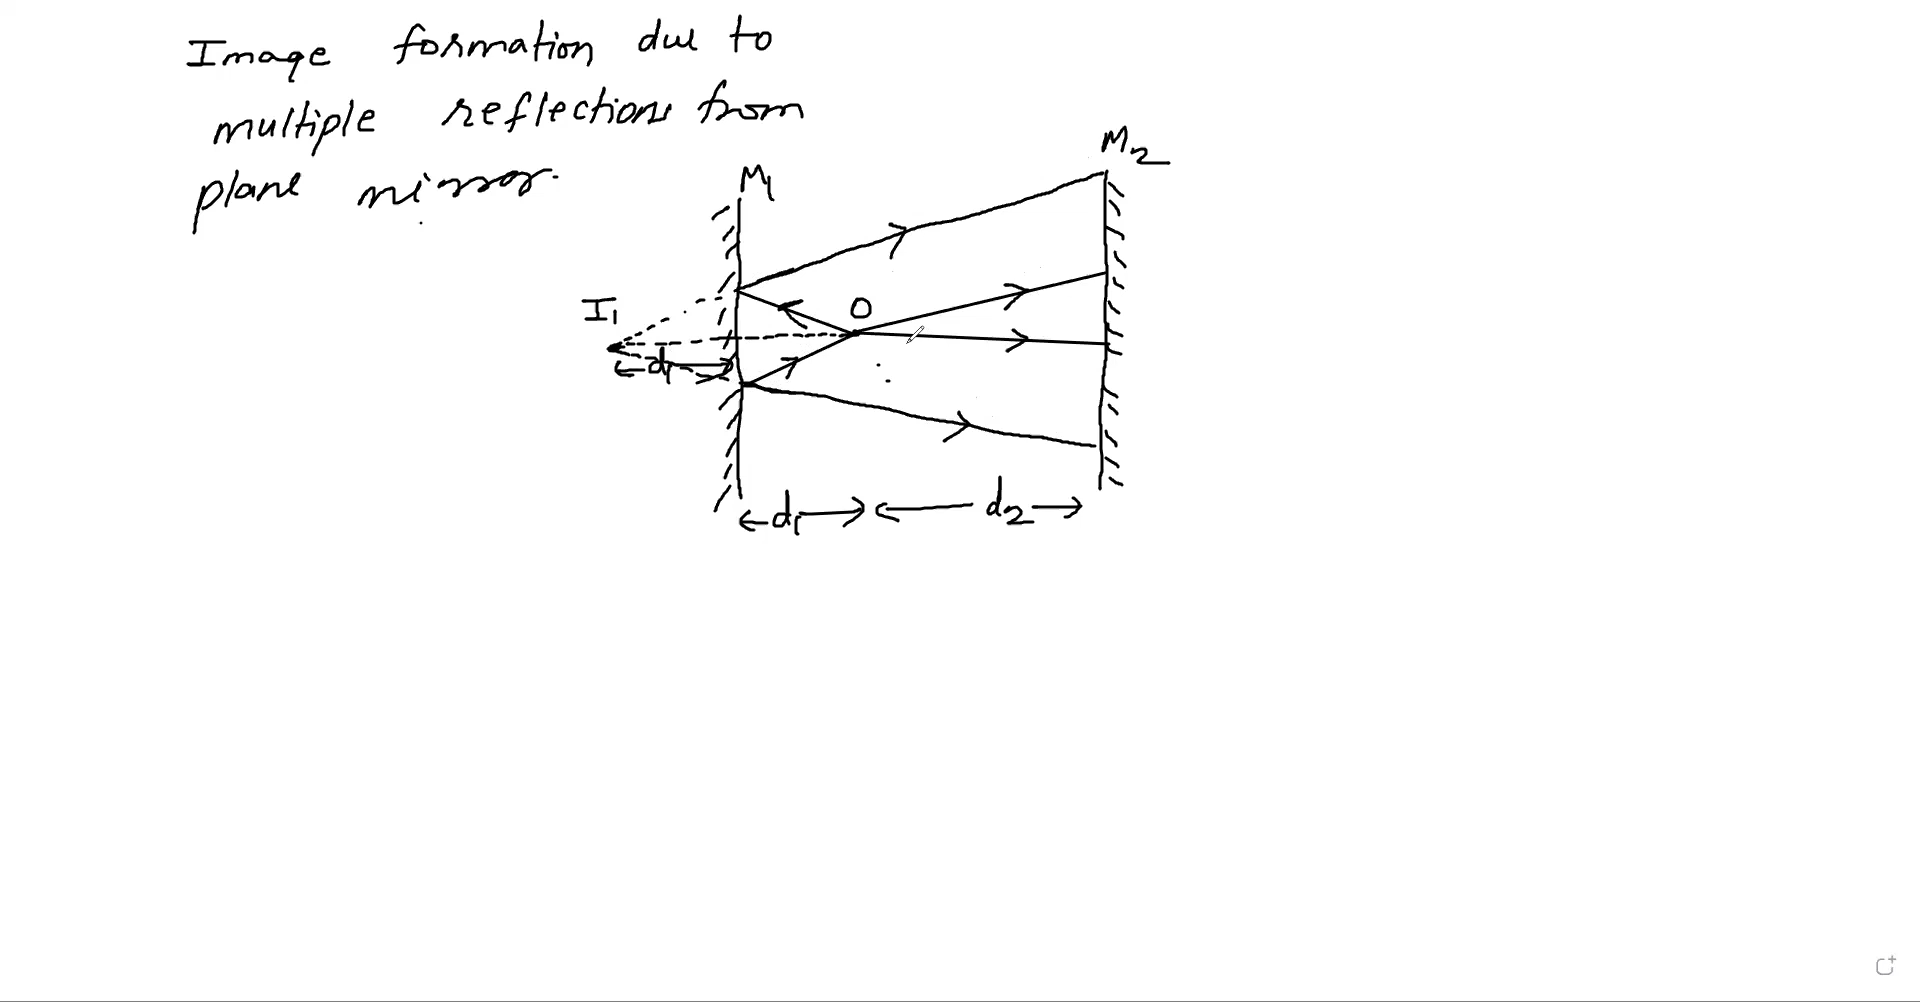 Image formation due to
multiple reflections from
plane mirror.
M1
M2
I1
O
d1
d1
d2